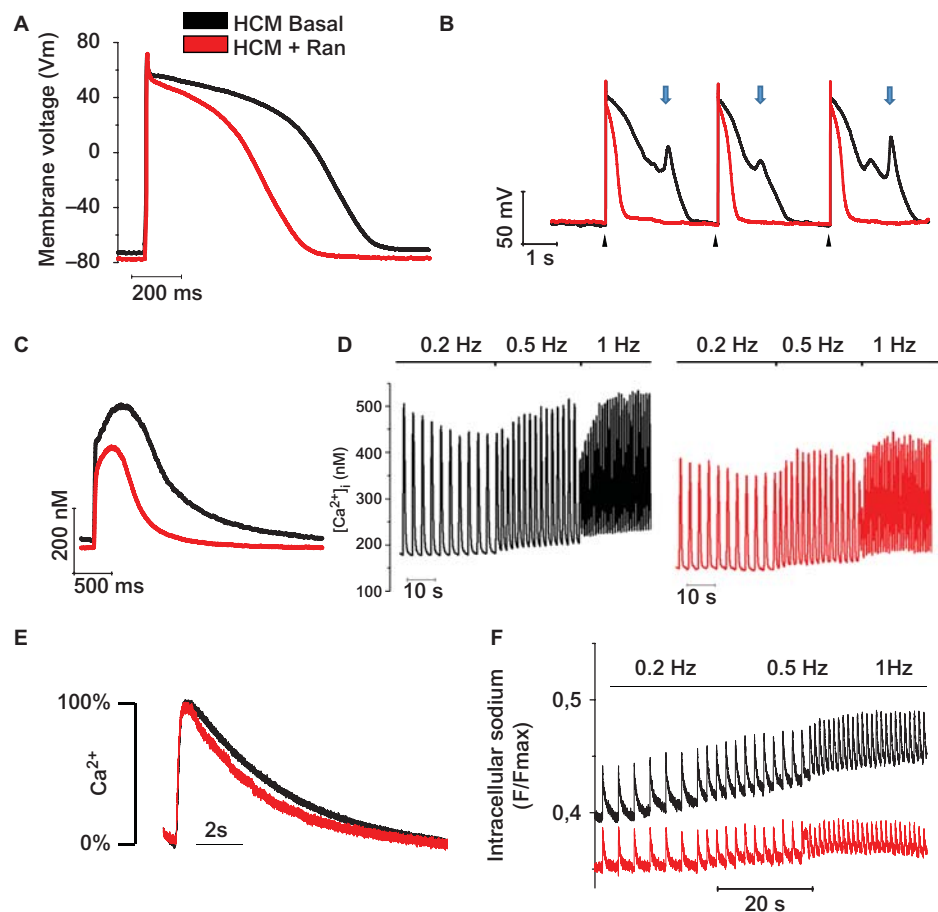 A
HCM Basal
HCM + Ran
Membrane voltage (Vm)
80
40
0
−40
−80
200 ms
B
50 mV
1 s
C
200 nM
500 ms
D
0.2 Hz 0.5 Hz 1 Hz
0.2 Hz 0.5 Hz 1 Hz
[Ca2+]i (nM)
500
400
300
200
100
10 s
10 s
E
100%
Ca2+
0%
2s
F
Intracellular sodium
(F/Fmax)
0,5
0,4
0.2 Hz 0.5 Hz 1Hz
20 s